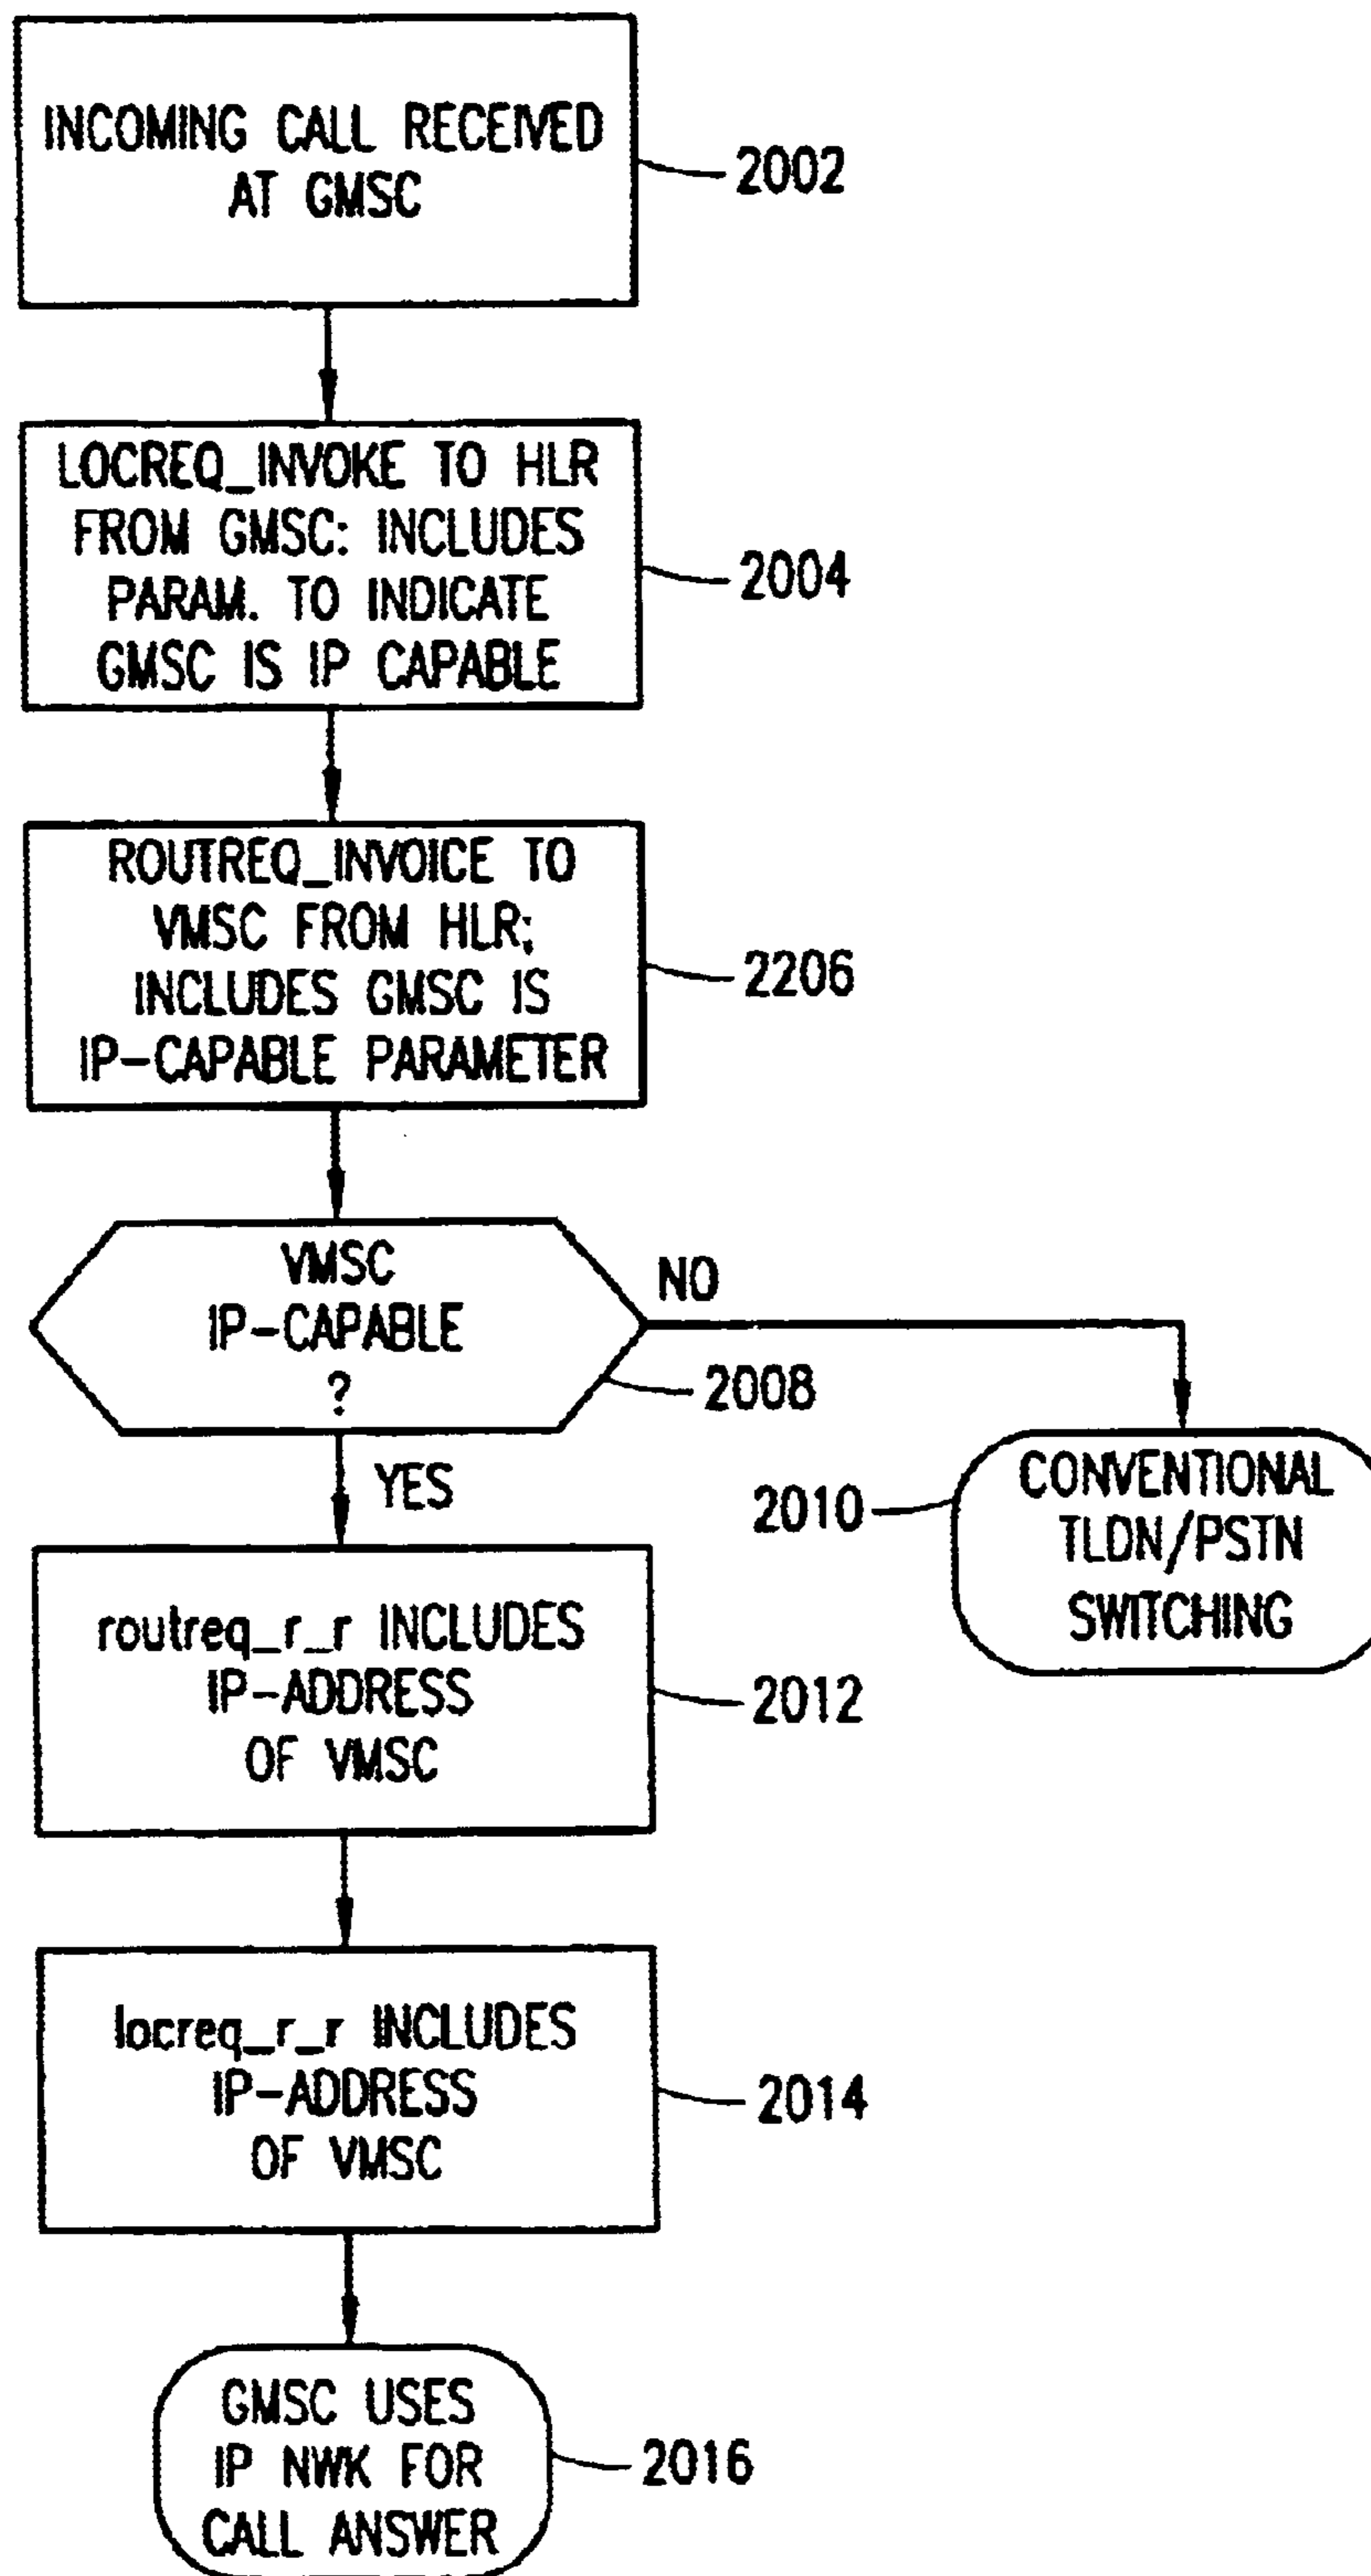 INCOMING CALL RECEIVED
AT GMSC
2002
LOCREQ_INVOKE TO HLR
FROM GMSC: INCLUDES
PARAM. TO INDICATE
GMSC IS IP CAPABLE
2004
ROUTREQ_INVOICE TO
VMSC FROM HLR;
INCLUDES GMSC IS
IP-CAPABLE PARAMETER
2206
VMSC
IP-CAPABLE
?
2008
NO
YES
2010
CONVENTIONAL
TLDN/PSTN
SWITCHING
routreq_r_r INCLUDES
IP-ADDRESS
OF VMSC
2012
locreq_r_r INCLUDES
IP-ADDRESS
OF VMSC
2014
GMSC USES
IP NWK FOR
CALL ANSWER
2016